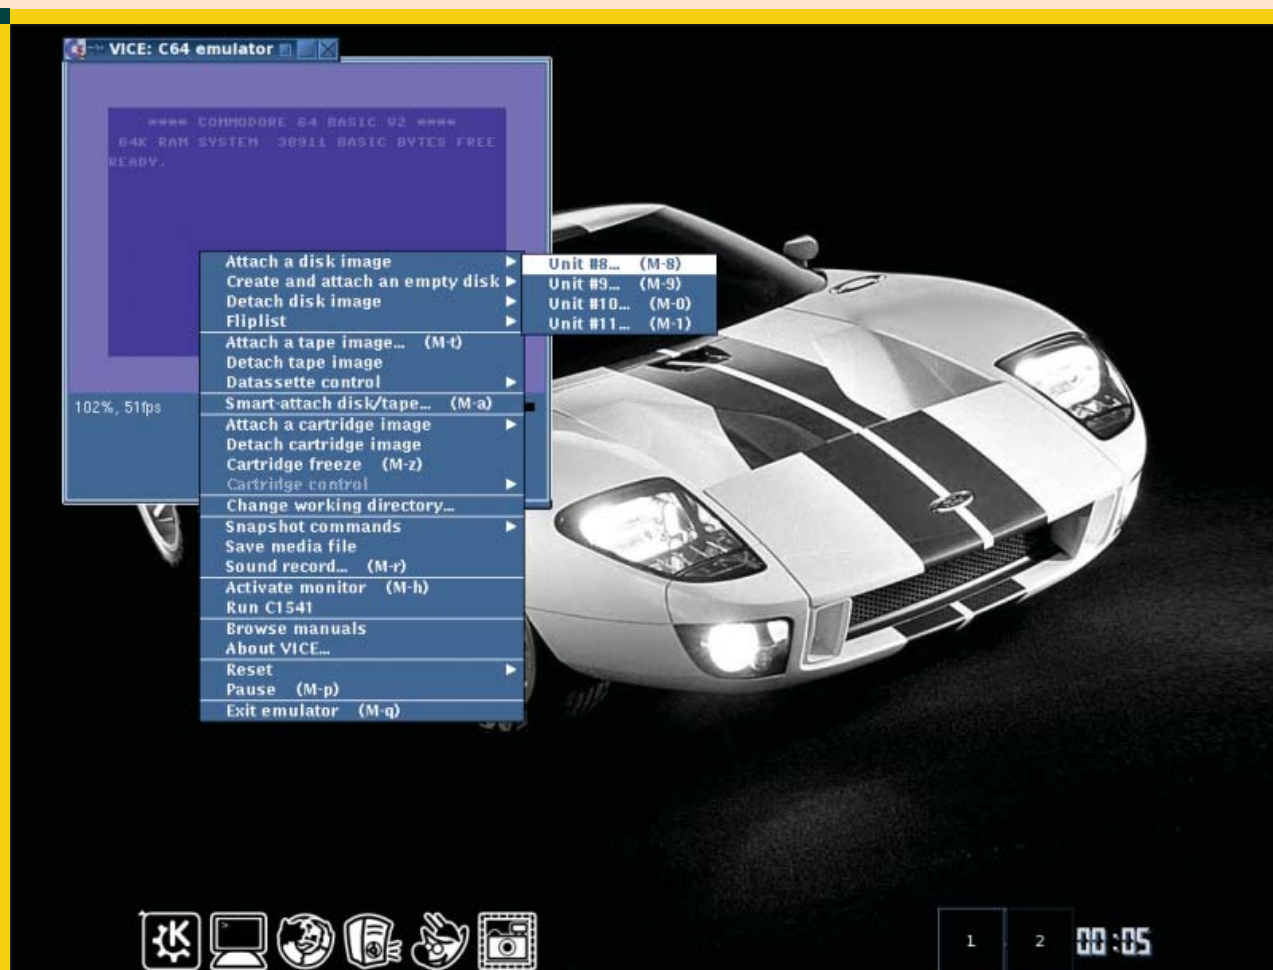 VICE: C64 emulator
**** COMMODORE 64 BASIC V2 ****
64K RAM SYSTEM 38911 BASIC BYTES FREE
READY.
Attach a disk image
Create and attach an empty disk
Detach disk image
Fliplist
Attach a tape image... (M-t)
Detach tape image
Datassette control
Smart-attach disk/tape... (M-a)
Attach a cartridge image
Detach cartridge image
Cartridge freeze (M-z)
Cartridge control
Change working directory...
Snapshot commands
Save media file
Sound record... (M-r)
Activate monitor (M-h)
Run C1541
Browse manuals
About VICE...
Reset
Pause (M-p)
Exit emulator (M-q)
Unit #8... (M-8)
Unit #9... (M-9)
Unit #10... (M-0)
Unit #11... (M-1)
102%, 51fps
K
1 2 00:05